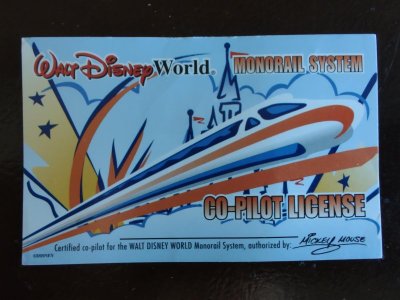 Walt Disney World® MONORAIL SYSTEM
CO-PILOT LICENSE
Certified co-pilot for the WALT DISNEY WORLD Monorail System, authorized by: Mickey Mouse
©DISNEY